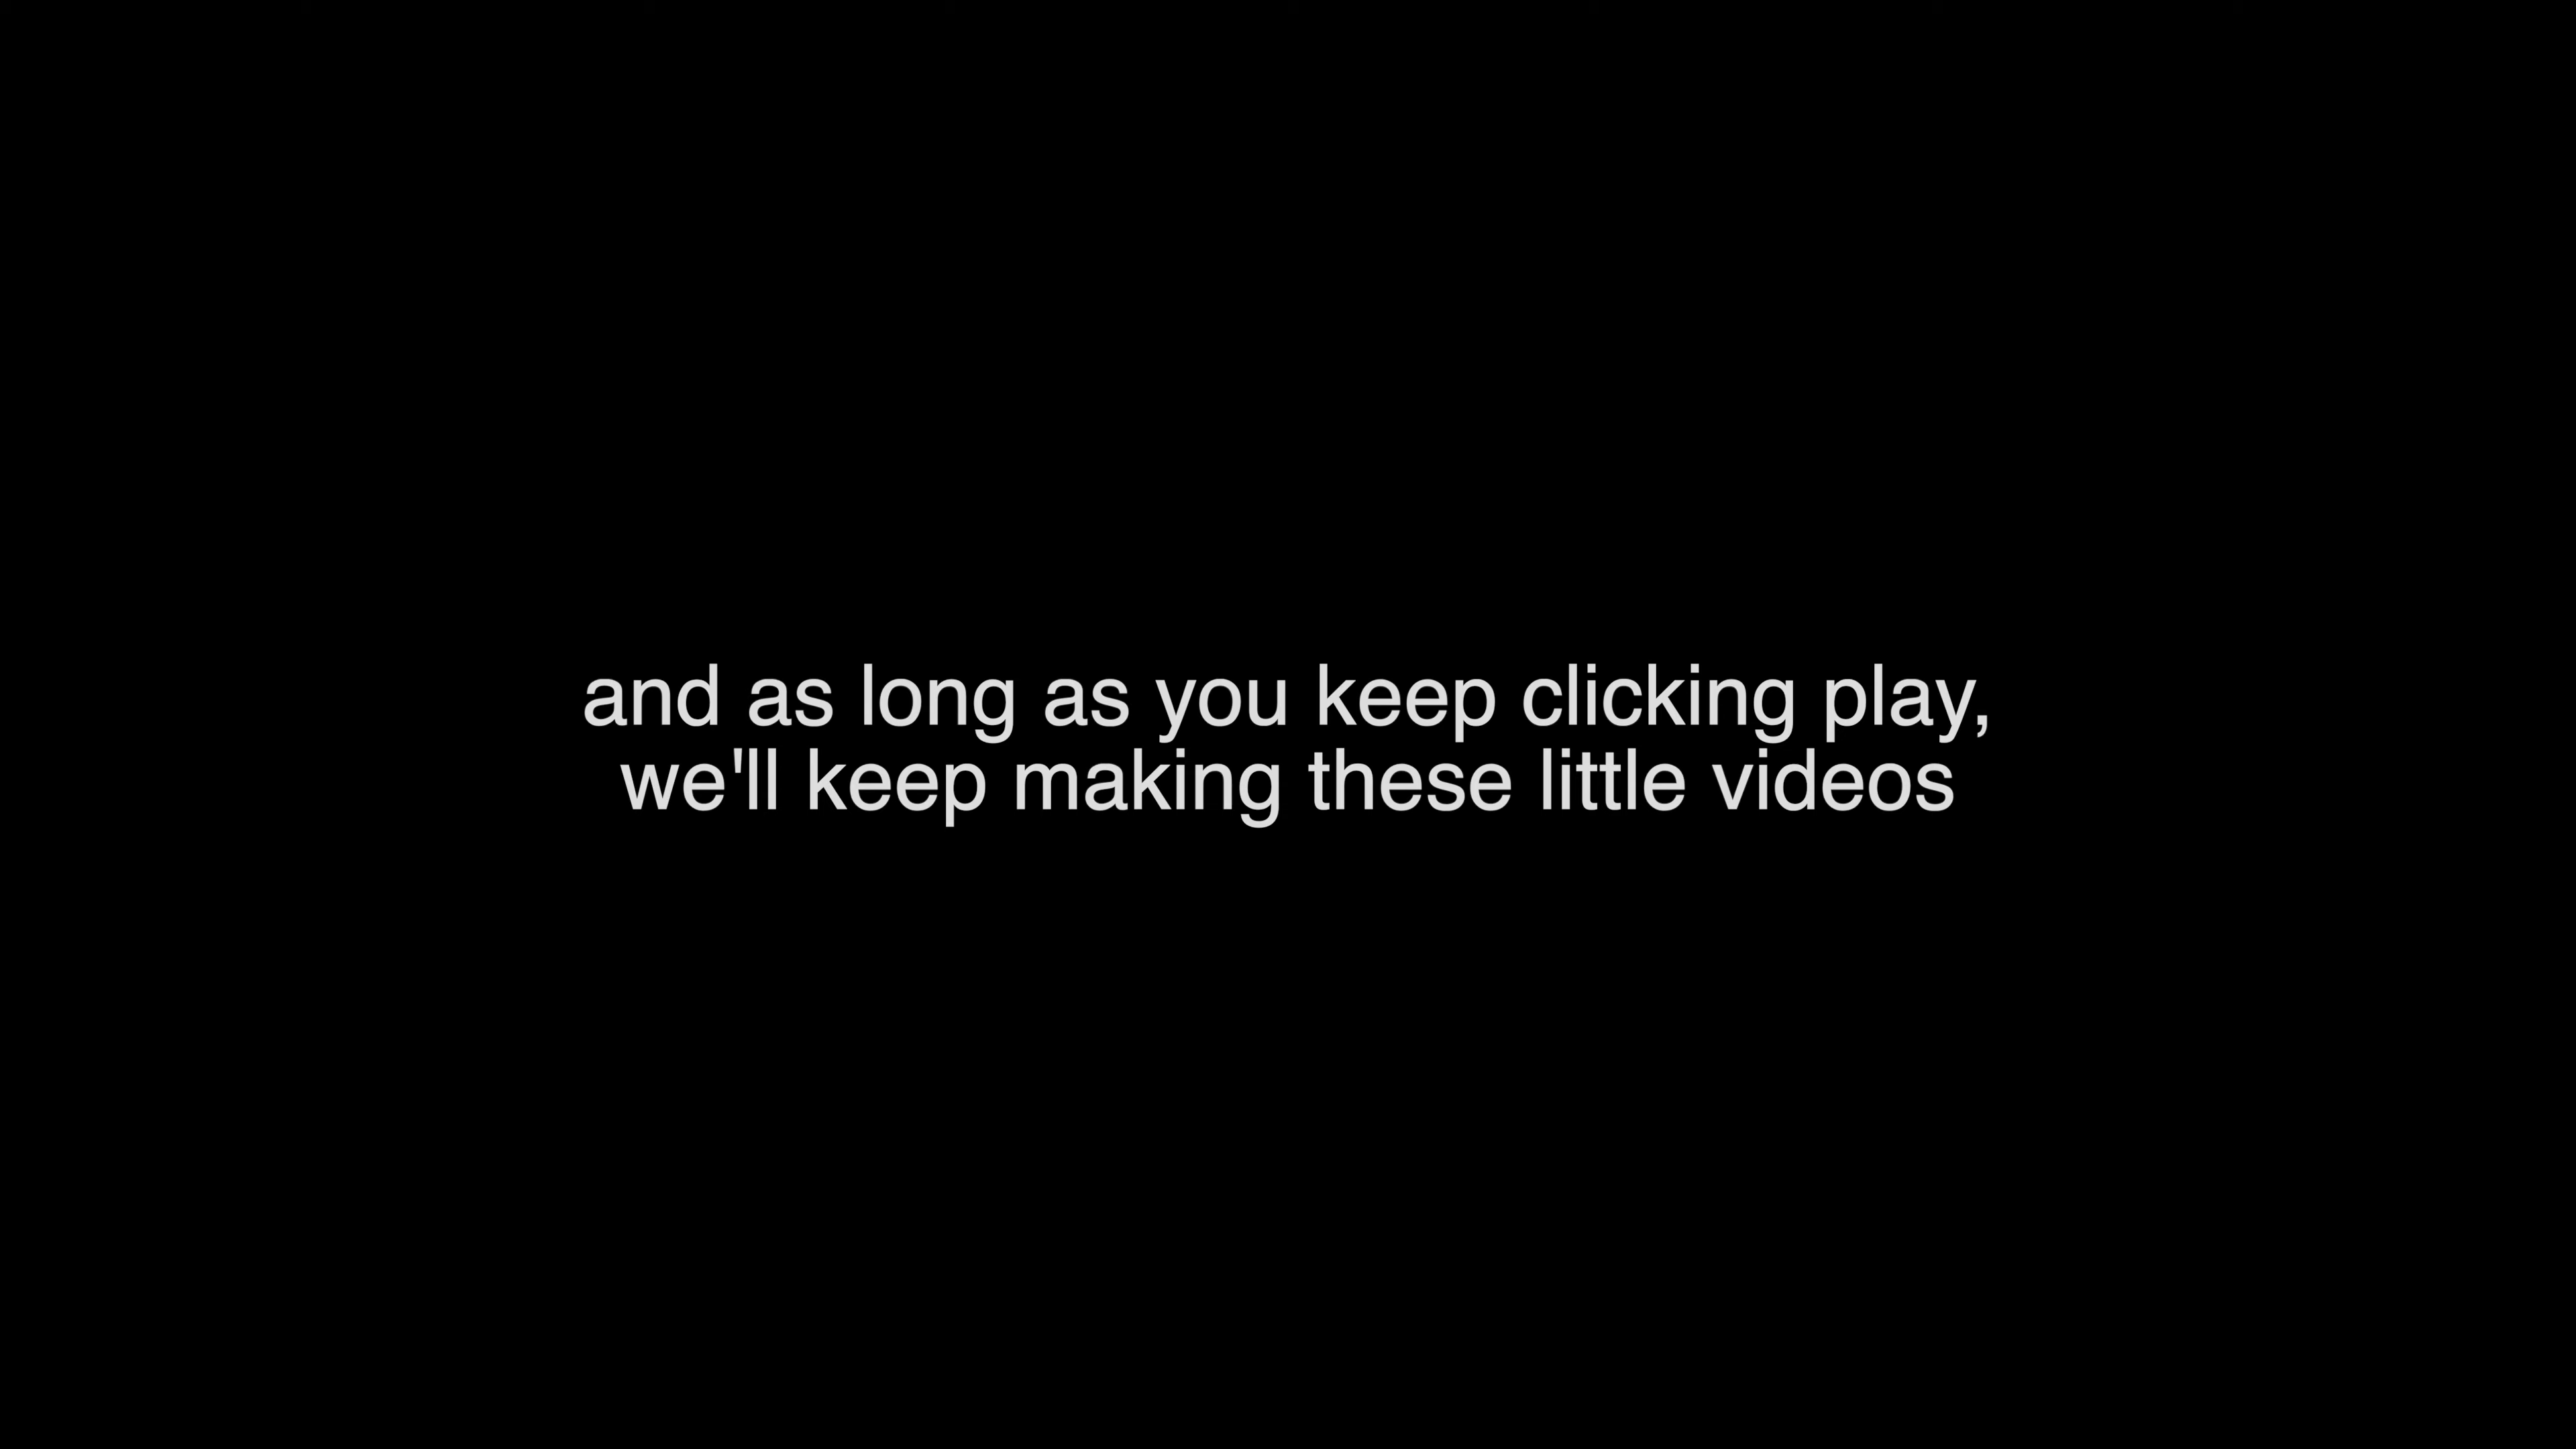 and as long as you keep clicking play,
we'll keep making these little videos